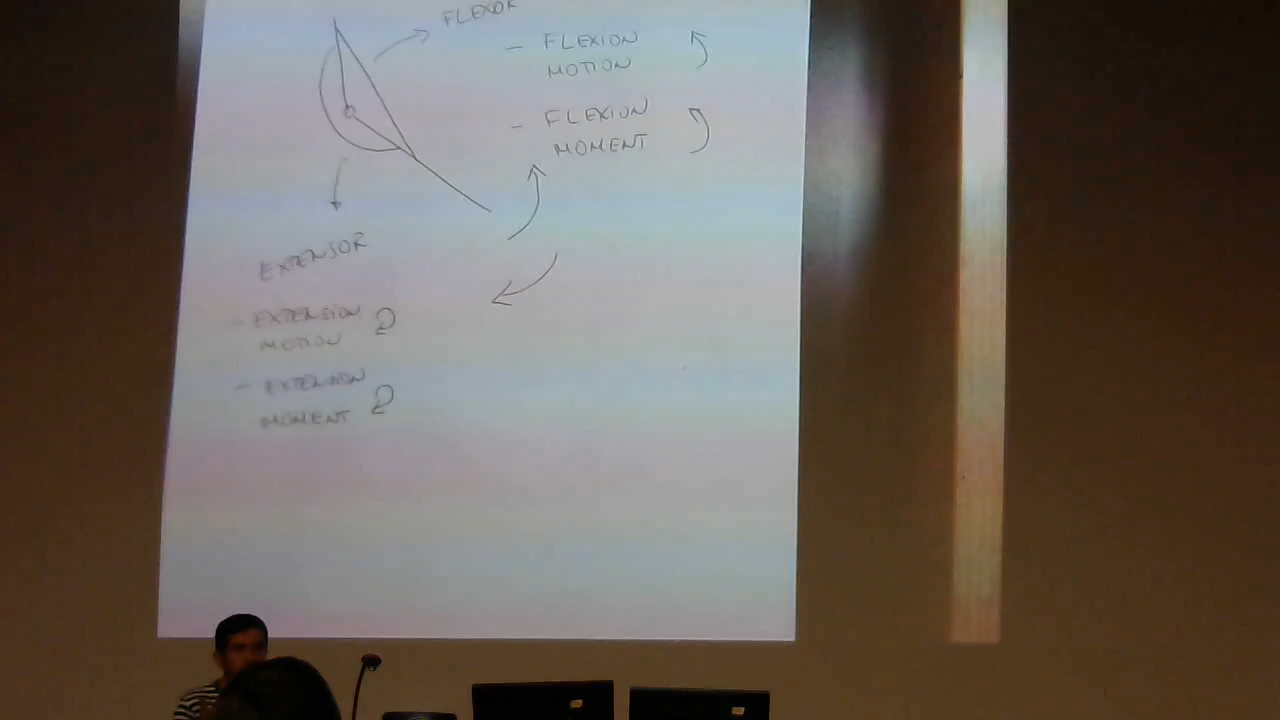 FLEXOR
- FLEXION
MOTION
- FLEXION
MOMENT
EXTENSOR
- EXTENSION
MOTION
- EXTENSION
MOMENT